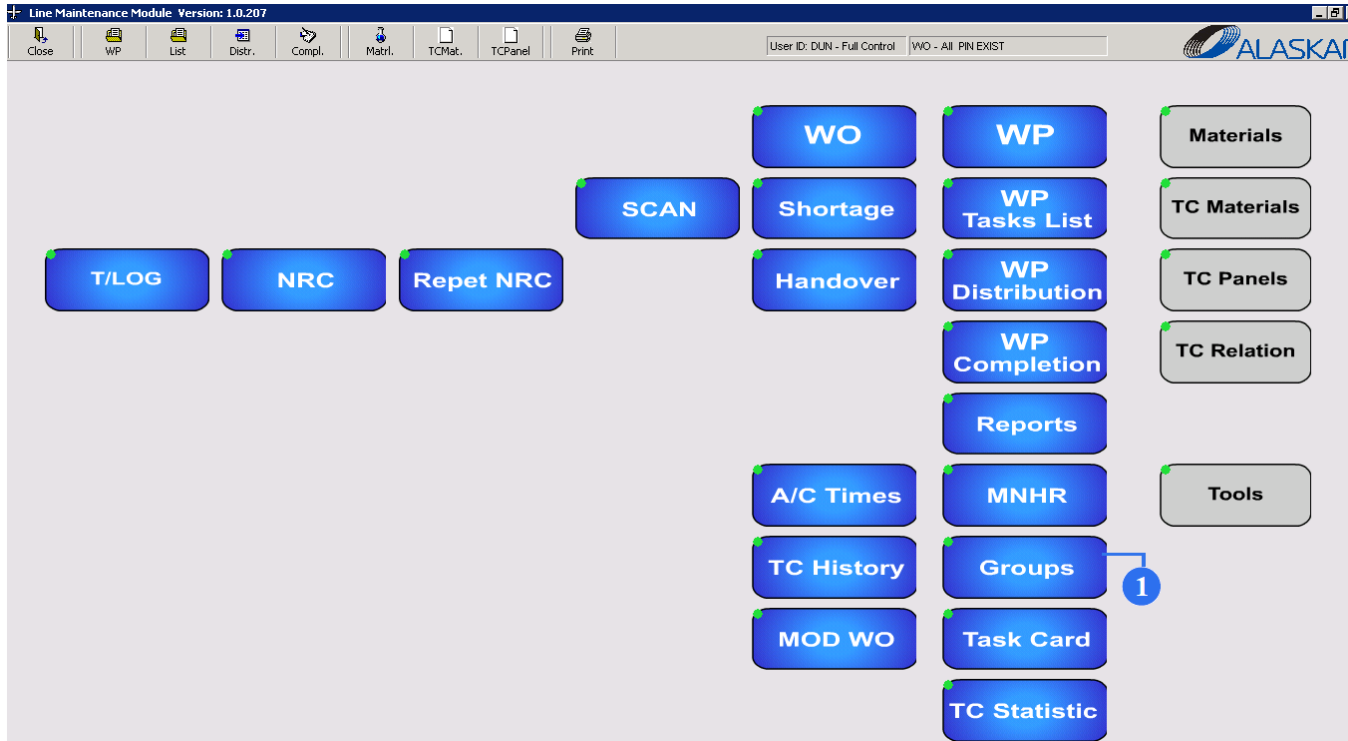 Line Maintenance Module Version: 1.0.207
Close WP List Distr. Compl. Matrl. TCMat. TCPanel Print
User ID: DUN - Full Control WO - All PIN EXIST
ALASKAR
WO WP Materials
SCAN Shortage WP Tasks List TC Materials
T/LOG NRC Repet NRC Handover WP Distribution TC Panels
WP Completion TC Relation
Reports
A/C Times MNHR Tools
TC History Groups
1
MOD WO Task Card
TC Statistic